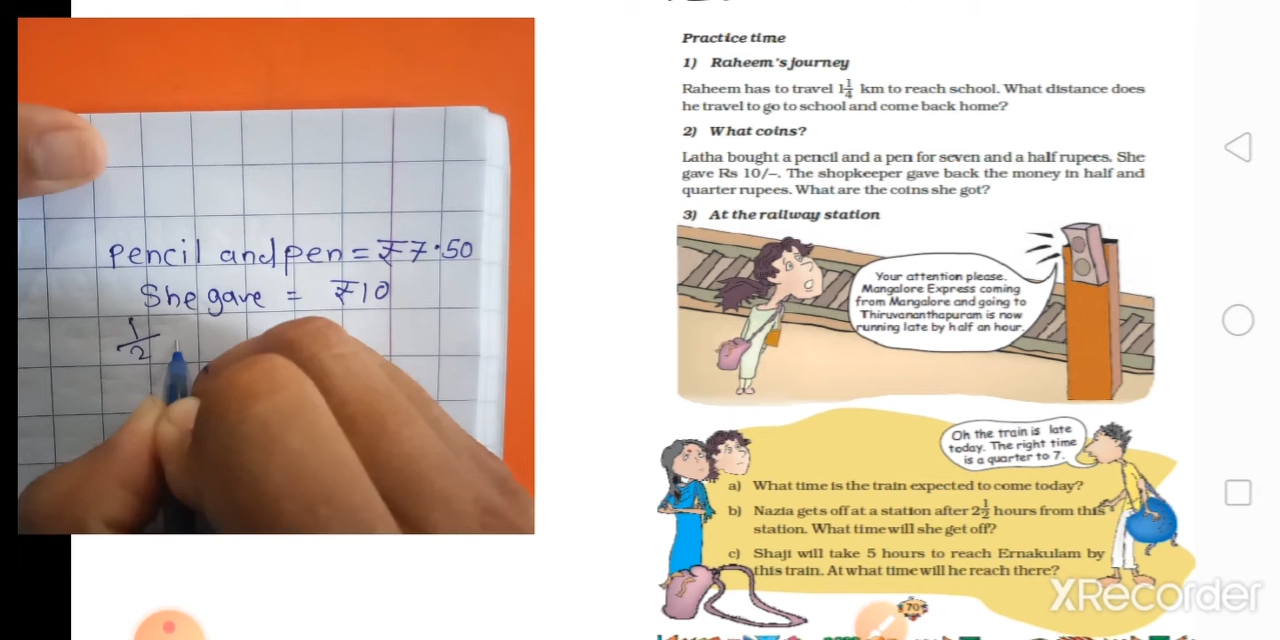 pencil and pen = ₹7.50
She gave = ₹10
1/2
Practice time
1) Raheem's journey
Raheem has to travel 1 1/4 km to reach school. What distance does
he travel to go to school and come back home?
2) What coins?
Latha bought a pencil and a pen for seven and a half rupees. She
gave Rs 10/–. The shopkeeper gave back the money in half and
quarter rupees. What are the coins she got?
3) At the railway station
Your attention please.
Mangalore Express coming
from Mangalore and going to
Thiruvananthapuram is now
running late by half an hour.
Oh the train is late
today. The right time
is a quarter to 7.
a) What time is the train expected to come today?
b) Nazia gets off at a station after 2 1/2 hours from this
station. What time will she get off?
c) Shaji will take 5 hours to reach Ernakulam by
this train. At what time will he reach there?
70
XRecorder